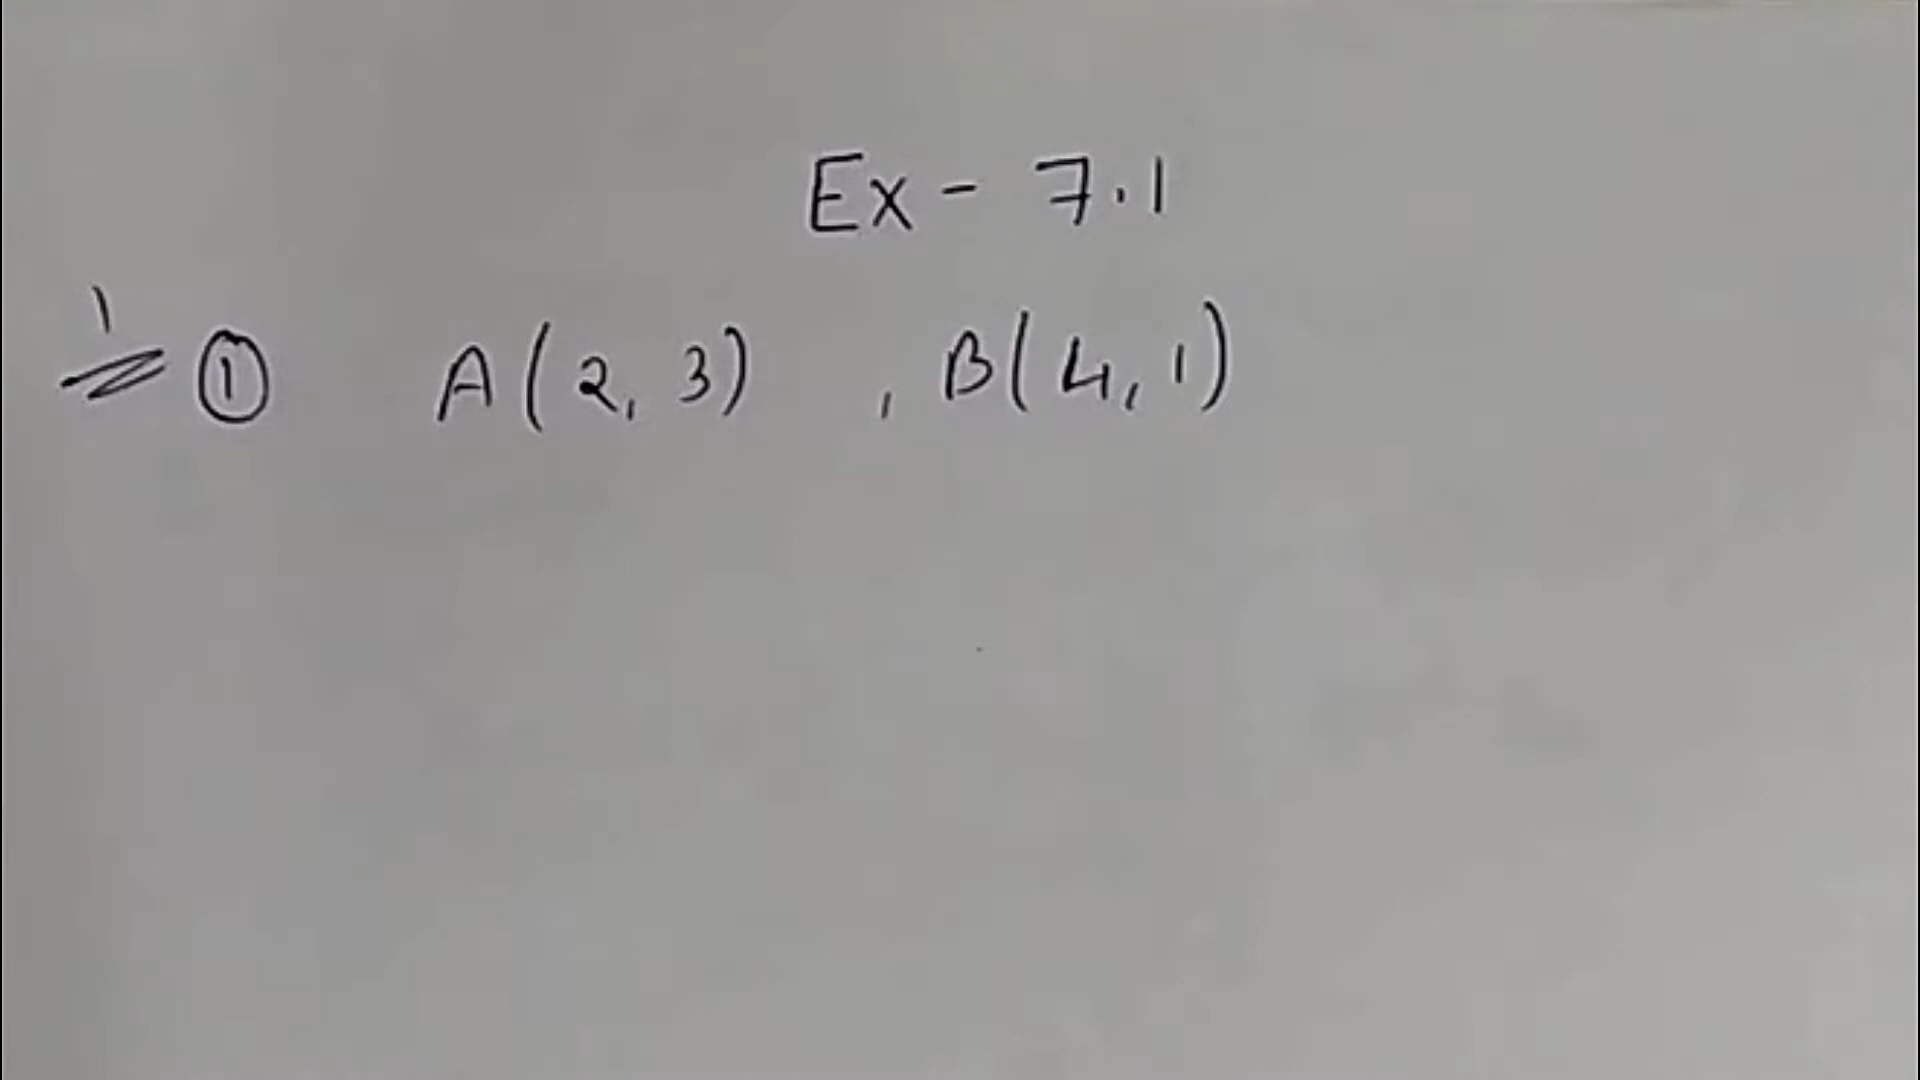 Ex - 7.1
1 ① A(2, 3) , B(4, 1)